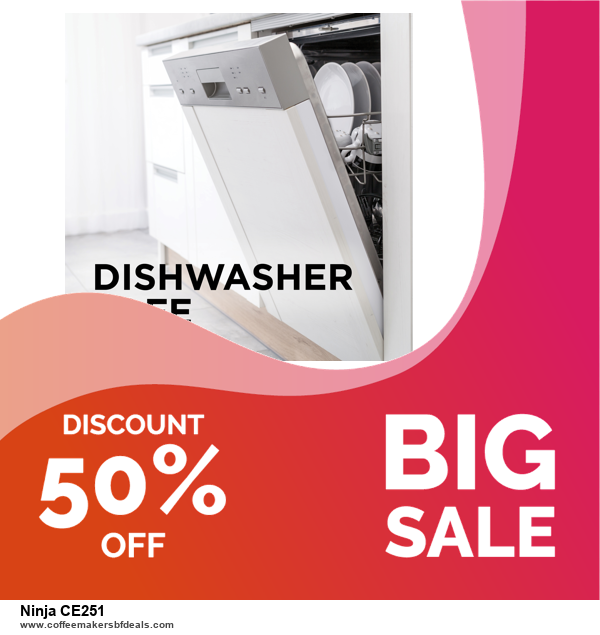 DISHWASHER
DISCOUNT
50%
OFF
BIG
SALE
Ninja CE251
www.coffeemakersbfdeals.com